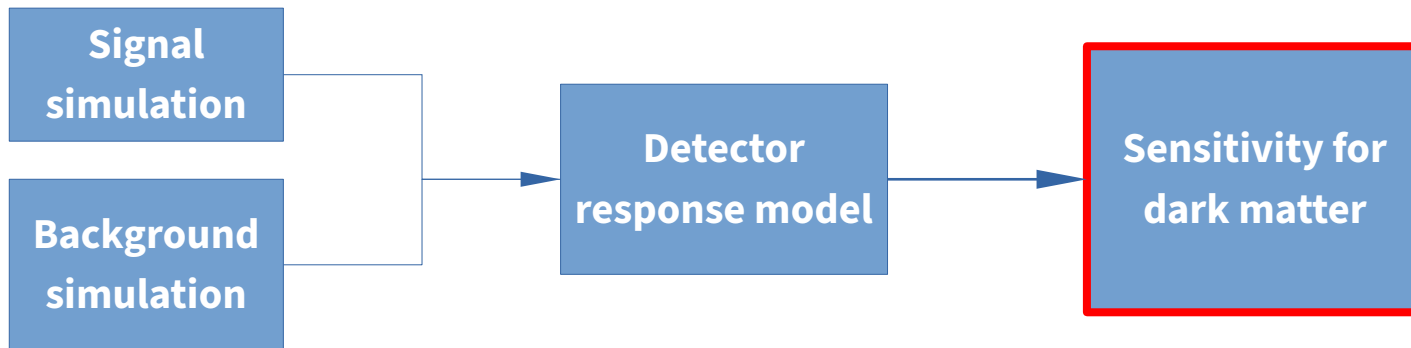 Signal
simulation
Background
simulation
Detector
response model
Sensitivity for
dark matter